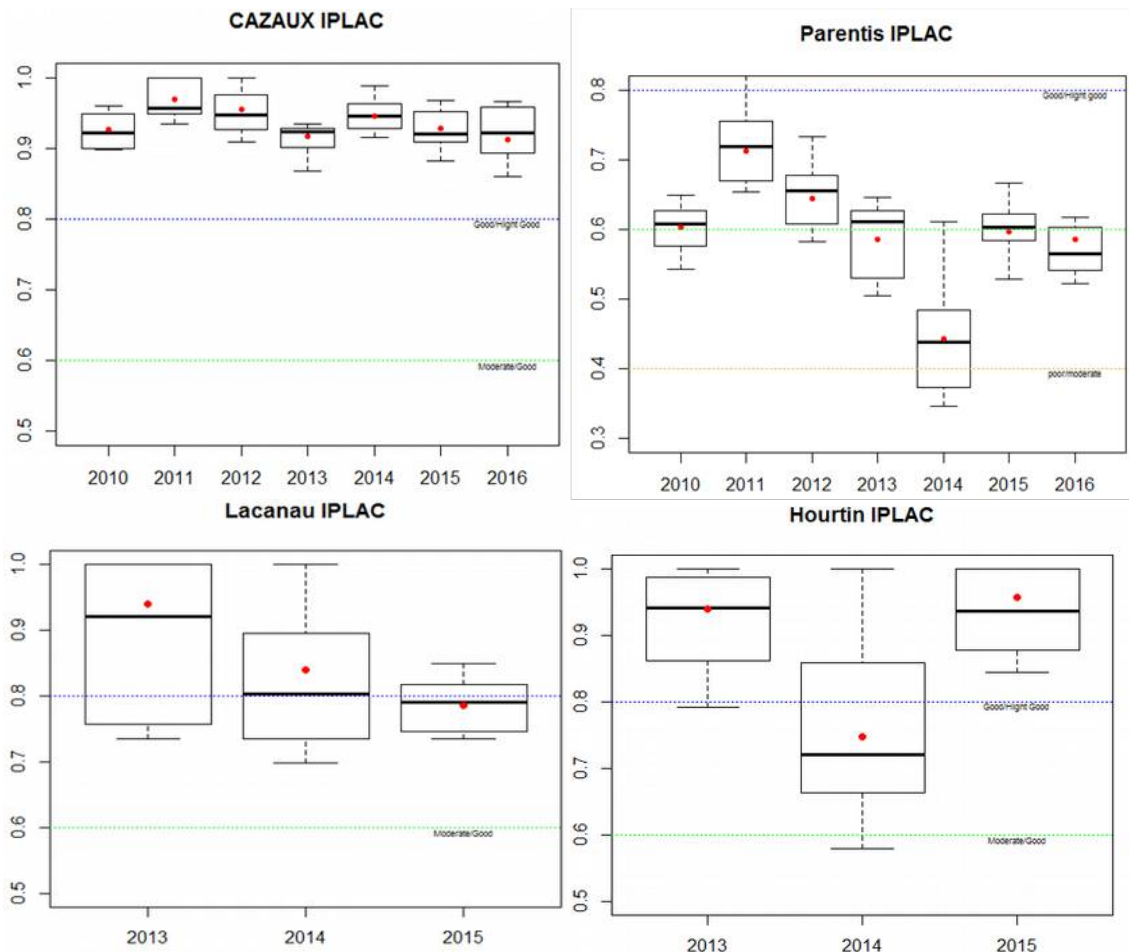 CAZAUX IPLAC
1.0
0.9
0.8
0.7
0.6
0.5
Good/Hignt Good
Moderate/Good
2010 2011 2012 2013 2014 2015 2016
Parentis IPLAC
0.8
0.7
0.6
0.5
0.4
0.3
Good/Hignt good
poor/moderate
2010 2011 2012 2013 2014 2015 2016
Lacanau IPLAC
1.0
0.9
0.8
0.7
0.6
0.5
Moderate/Good
2013 2014 2015
Hourtin IPLAC
1.0
0.9
0.8
0.7
0.6
0.5
Good/Hignt Good
Moderate/Good
2013 2014 2015